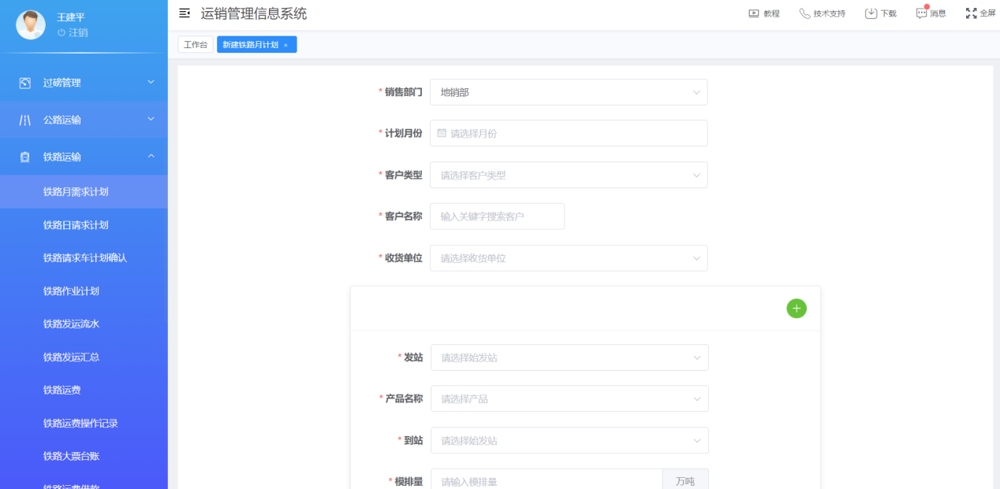 王建平
注销
运销管理信息系统
教程
技术支持
下载
消息
全屏
工作台
新建铁路月计划 ×
过磅管理
公路运输
铁路运输
铁路月需求计划
铁路日请求计划
铁路请求车计划确认
铁路作业计划
铁路发运流水
铁路发运汇总
铁路运费
铁路运费操作记录
铁路大票台账
铁路运费借款
* 销售部门 地销部
* 计划月份 请选择月份
* 客户类型 请选择客户类型
* 客户名称 输入关键字搜索客户
* 收货单位 请选择收货单位
* 发站 请选择始发站
* 产品名称 请选择产品
* 到站 请选择始发站
* 模排量 请输入模排量 万吨